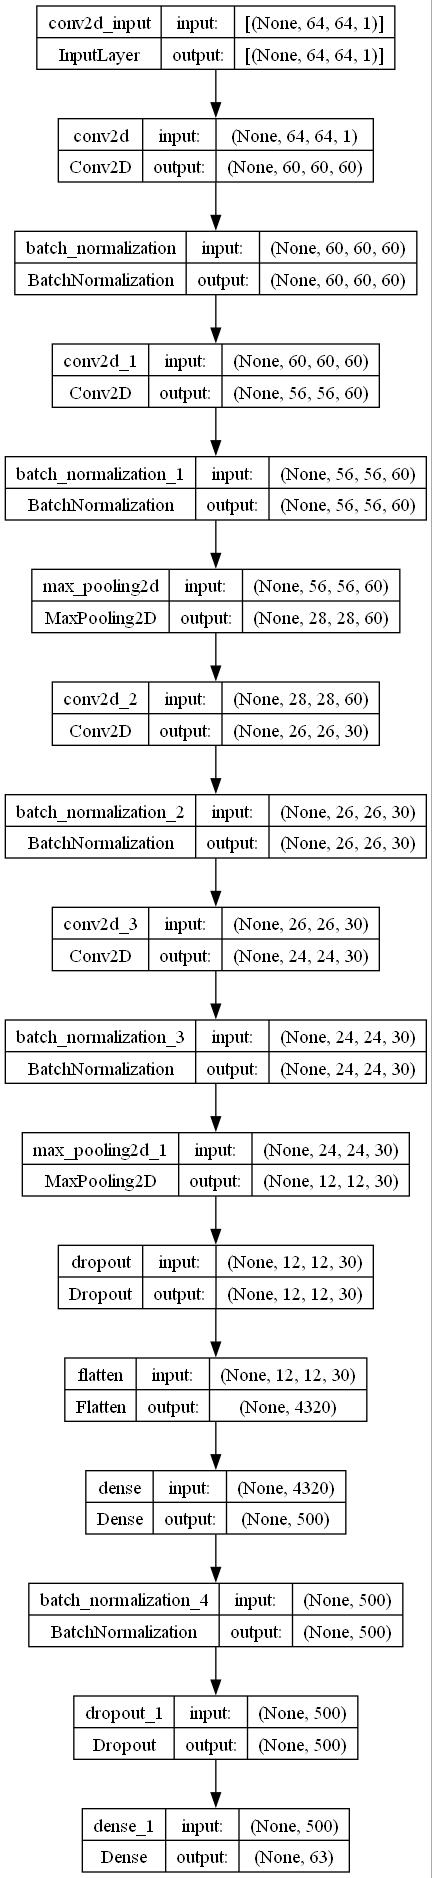 conv2d_input input: [(None, 64, 64, 1)]
InputLayer output: [(None, 64, 64, 1)]
conv2d input: (None, 64, 64, 1)
Conv2D output: (None, 60, 60, 60)
batch_normalization input: (None, 60, 60, 60)
BatchNormalization output: (None, 60, 60, 60)
conv2d_1 input: (None, 60, 60, 60)
Conv2D output: (None, 56, 56, 60)
batch_normalization_1 input: (None, 56, 56, 60)
BatchNormalization output: (None, 56, 56, 60)
max_pooling2d input: (None, 56, 56, 60)
MaxPooling2D output: (None, 28, 28, 60)
conv2d_2 input: (None, 28, 28, 60)
Conv2D output: (None, 26, 26, 30)
batch_normalization_2 input: (None, 26, 26, 30)
BatchNormalization output: (None, 26, 26, 30)
conv2d_3 input: (None, 26, 26, 30)
Conv2D output: (None, 24, 24, 30)
batch_normalization_3 input: (None, 24, 24, 30)
BatchNormalization output: (None, 24, 24, 30)
max_pooling2d_1 input: (None, 24, 24, 30)
MaxPooling2D output: (None, 12, 12, 30)
dropout input: (None, 12, 12, 30)
Dropout output: (None, 12, 12, 30)
flatten input: (None, 12, 12, 30)
Flatten output: (None, 4320)
dense input: (None, 4320)
Dense output: (None, 500)
batch_normalization_4 input: (None, 500)
BatchNormalization output: (None, 500)
dropout_1 input: (None, 500)
Dropout output: (None, 500)
dense_1 input: (None, 500)
Dense output: (None, 63)